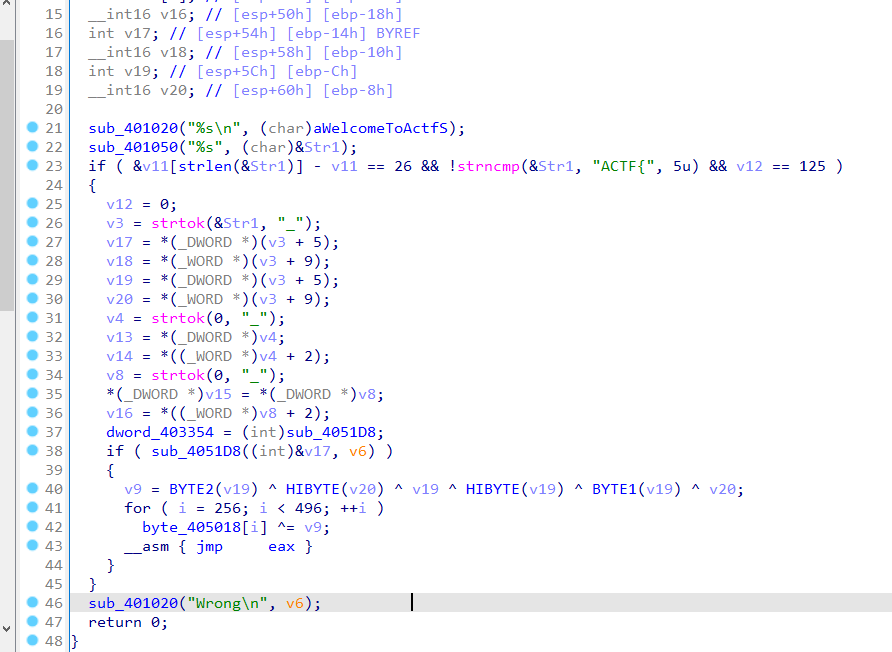 15 __int16 v16; // [esp+50h] [ebp-18h]
16 int v17; // [esp+54h] [ebp-14h] BYREF
17 __int16 v18; // [esp+58h] [ebp-10h]
18 int v19; // [esp+5Ch] [ebp-Ch]
19 __int16 v20; // [esp+60h] [ebp-8h]
20
21 sub_401020("%s\n", (char)aWelcomeToActfS);
22 sub_401050("%s", (char)&Str1);
23 if ( &v11[strlen(&Str1)] - v11 == 26 && !strncmp(&Str1, "ACTF{", 5u) && v12 == 125 )
24 {
25 v12 = 0;
26 v3 = strtok(&Str1, "_");
27 v17 = *(_DWORD *)(v3 + 5);
28 v18 = *(_WORD *)(v3 + 9);
29 v19 = *(_DWORD *)(v3 + 5);
30 v20 = *(_WORD *)(v3 + 9);
31 v4 = strtok(0, "_");
32 v13 = *(_DWORD *)v4;
33 v14 = *((_WORD *)v4 + 2);
34 v8 = strtok(0, "_");
35 *(_DWORD *)v15 = *(_DWORD *)v8;
36 v16 = *((_WORD *)v8 + 2);
37 dword_403354 = (int)sub_4051D8;
38 if ( sub_4051D8((int)&v17, v6) )
39 {
40 v9 = BYTE2(v19) ^ HIBYTE(v20) ^ v19 ^ HIBYTE(v19) ^ BYTE1(v19) ^ v20;
41 for ( i = 256; i < 496; ++i )
42 byte_405018[i] ^= v9;
43 __asm { jmp eax }
44 }
45 }
46 sub_401020("Wrong\n", v6);
47 return 0;
48 }